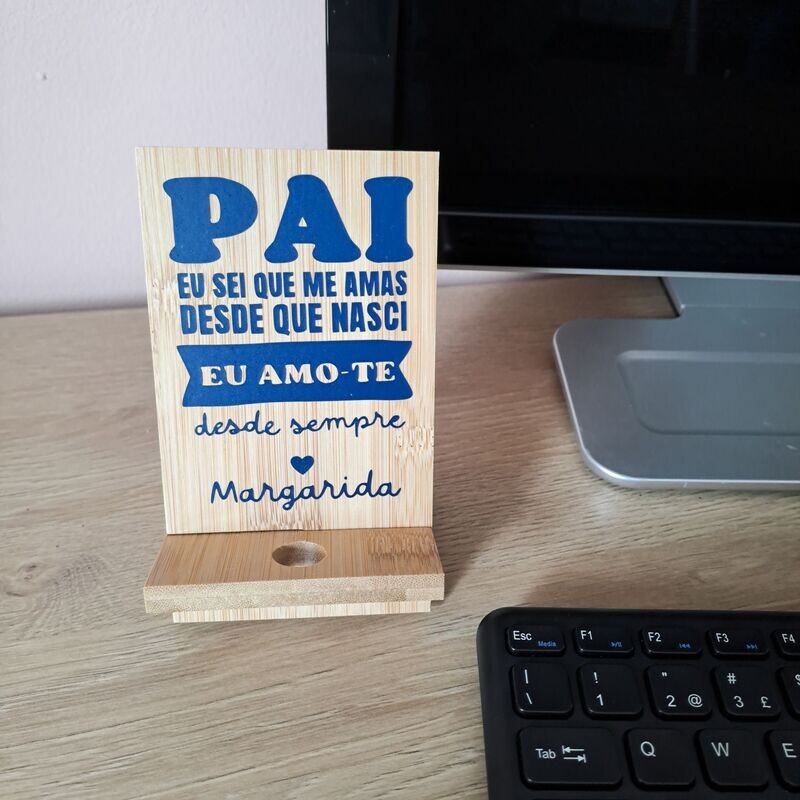 PAI
EU SEI QUE ME AMAS
DESDE QUE NASCI
EU AMO-TE
desde sempre
Margarida
Esc Media F1 F2 F3 F4
| ! " # $
\ 1 2 @ 3 £
Tab Q W E